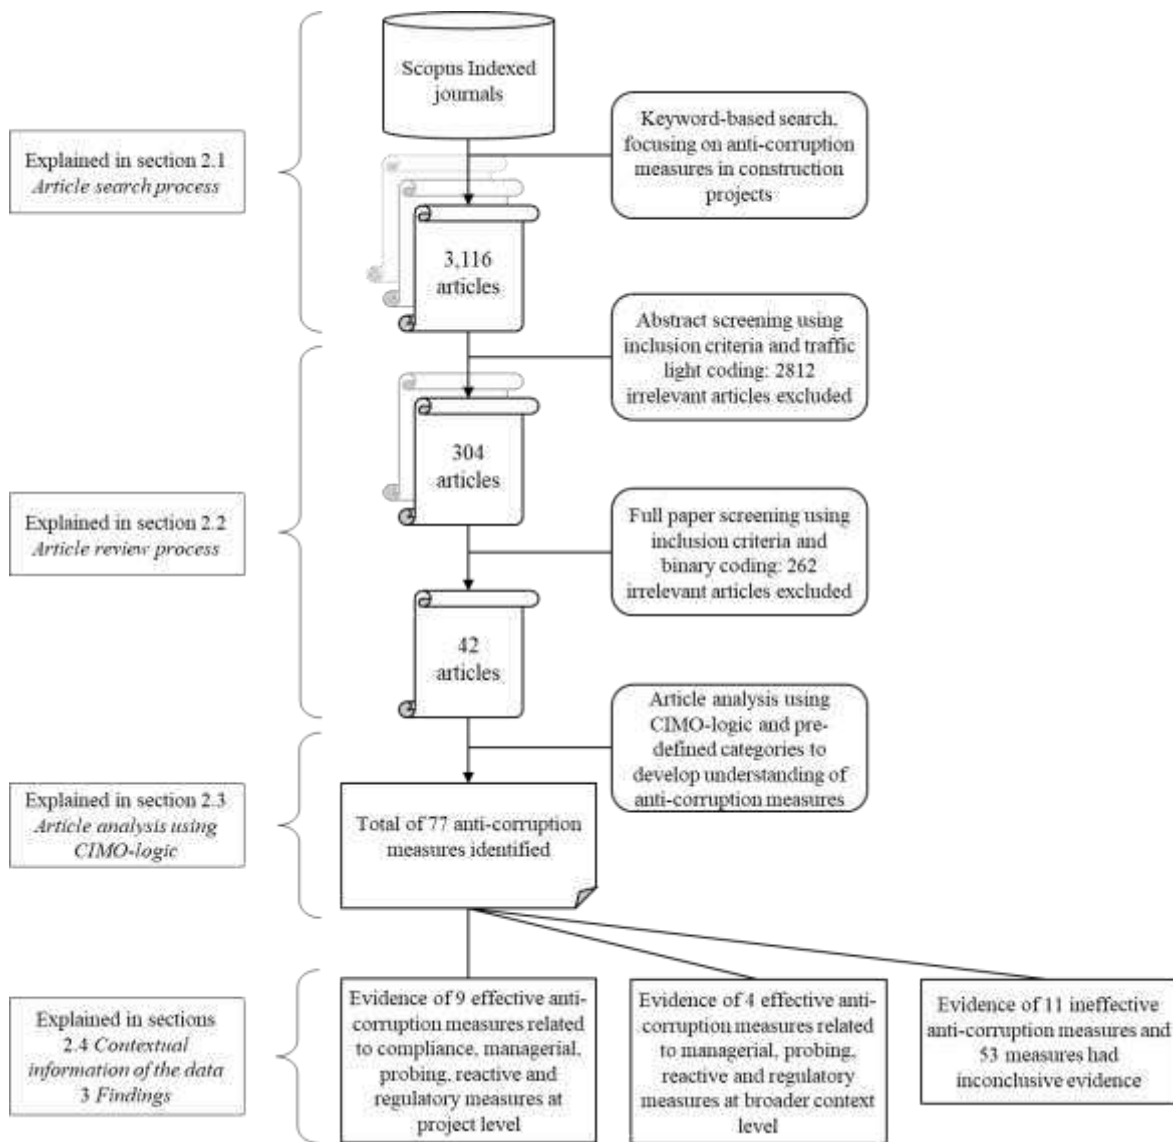 Scopus Indexed
journals
Keyword-based search,
focusing on anti-corruption
measures in construction
projects
Explained in section 2.1
Article search process
3,116
articles
Abstract screening using
inclusion criteria and traffic
light coding: 2812
irrelevant articles excluded
304
articles
Explained in section 2.2
Article review process
Full paper screening using
inclusion criteria and
binary coding: 262
irrelevant articles excluded
42
articles
Article analysis using
CIMO-logic and pre-
defined categories to
develop understanding of
anti-corruption measures
Explained in section 2.3
Article analysis using
CIMO-logic
Total of 77 anti-corruption
measures identified
Explained in sections
2.4 Contextual
information of the data
3 Findings
Evidence of 9 effective anti-
corruption measures related
to compliance, managerial,
probing, reactive and
regulatory measures at
project level
Evidence of 4 effective anti-
corruption measures related
to managerial, probing,
reactive and regulatory
measures at broader context
level
Evidence of 11 ineffective
anti-corruption measures and
53 measures had
inconclusive evidence